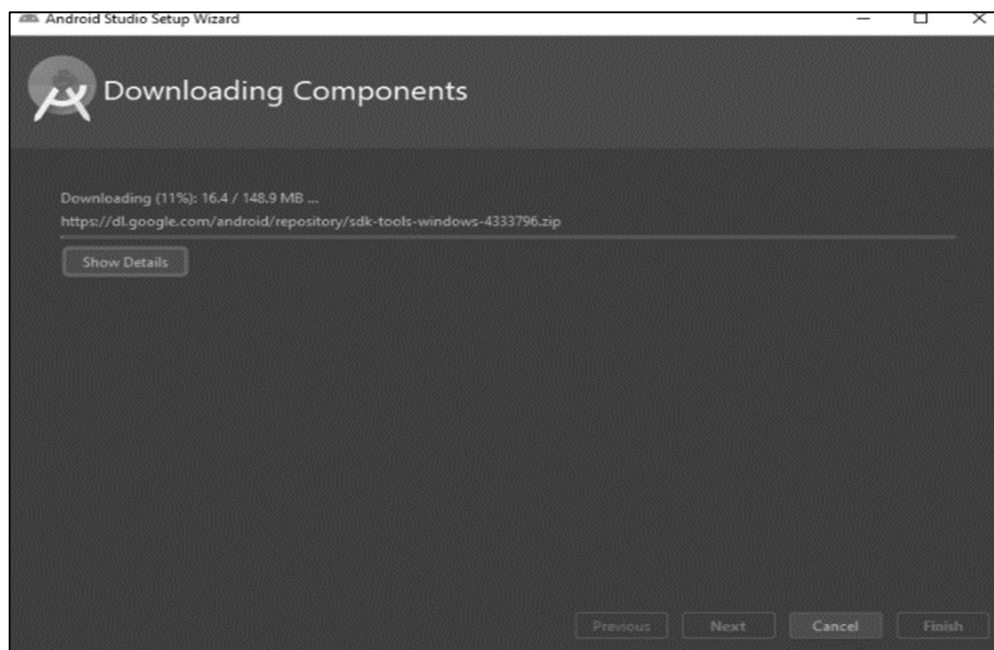 Android Studio Setup Wizard
Downloading Components
Downloading (11%): 16.4 / 148.9 MB ...
https://dl.google.com/android/repository/sdk-tools-windows-4333796.zip
Show Details
Previous Next Cancel Finish